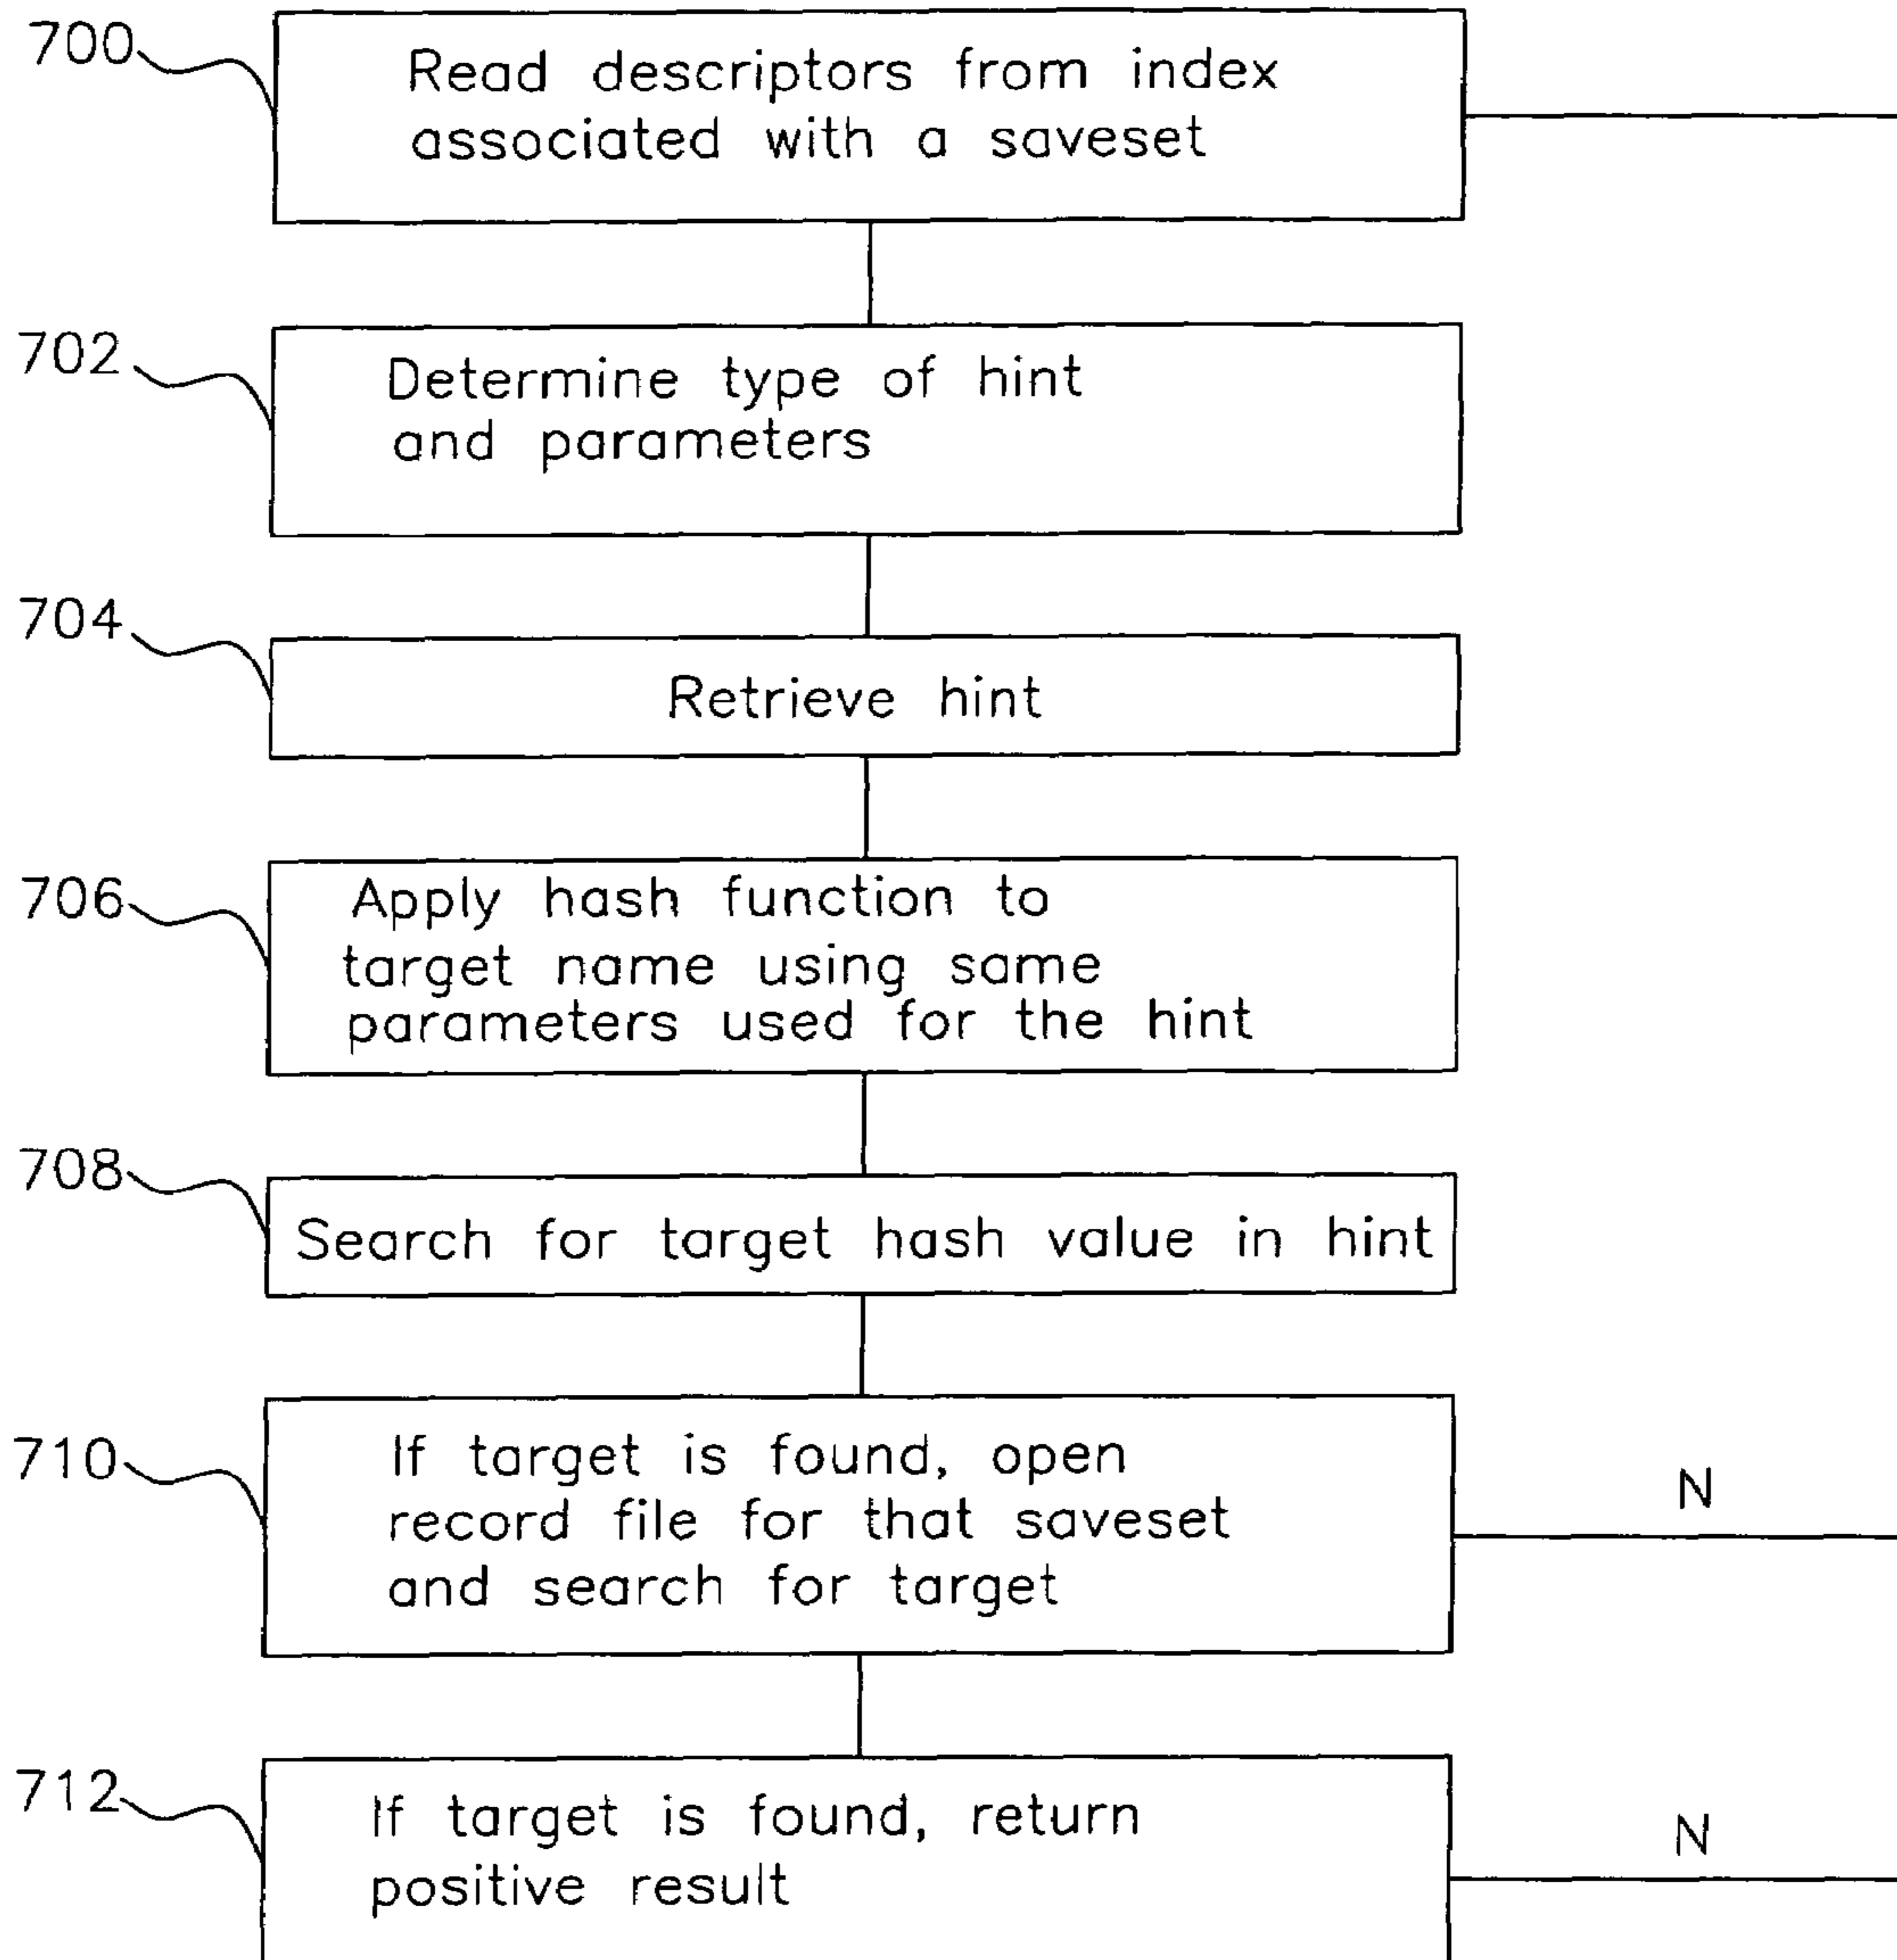 700
Read descriptors from index
associated with a saveset
702
Determine type of hint
and parameters
704
Retrieve hint
706
Apply hash function to
target name using same
parameters used for the hint
708
Search for target hash value in hint
710
If target is found, open
record file for that saveset
and search for target
N
712
If target is found, return
positive result
N